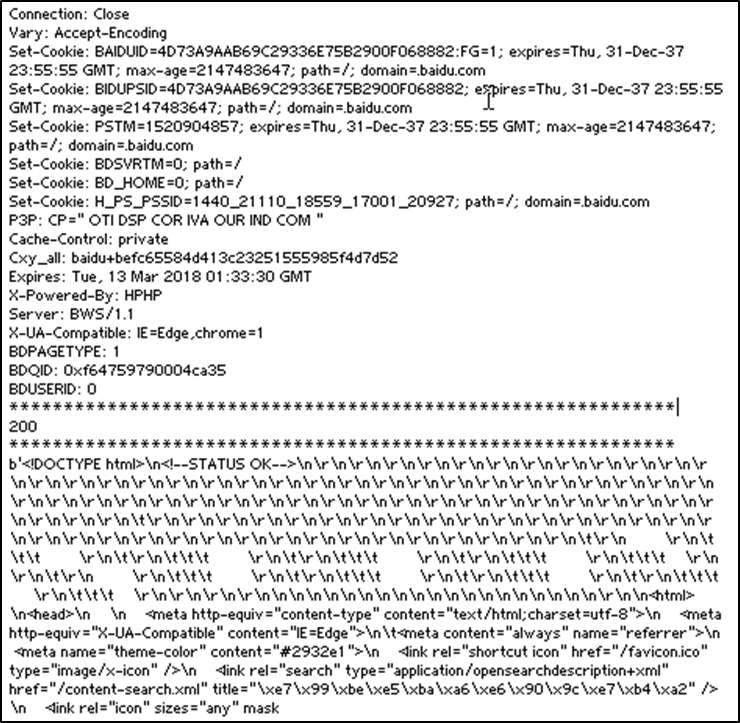 Connection: Close
Vary: Accept-Encoding
Set-Cookie: BAIDUID=4D73A9AAB69C29336E75B2900F068882:FG=1; expires=Thu, 31-Dec-37
23:55:55 GMT; max-age=2147483647; path=/; domain=.baidu.com
Set-Cookie: BIDUPSID=4D73A9AAB69C29336E75B2900F068882; expires=Thu, 31-Dec-37 23:55:55
GMT; max-age=2147483647; path=/; domain=.baidu.com
Set-Cookie: PSTM=1520904857; expires=Thu, 31-Dec-37 23:55:55 GMT; max-age=2147483647;
path=/; domain=.baidu.com
Set-Cookie: BDSVRTM=0; path=/
Set-Cookie: BD_HOME=0; path=/
Set-Cookie: H_PS_PSSID=1440_21110_18559_17001_20927; path=/; domain=.baidu.com
P3P: CP=" OTI DSP COR IVA OUR IND COM "
Cache-Control: private
Cxy_all: baidu+befc65584d413c23251555985f4d7d52
Expires: Tue, 13 Mar 2018 01:33:30 GMT
X-Powered-By: HPHP
Server: BWS/1.1
X-UA-Compatible: IE=Edge,chrome=1
BDPAGETYPE: 1
BDQID: 0xf64759790004ca35
BDUSERID: 0
*************************************************************
200
*************************************************************
b'<!DOCTYPE html>\n<!--STATUS OK-->\n\r\n\r\n\r\n\r\n\r\n\r\n\r\n\r\n\r\n\r\n\r\n\r\n\r\n\r\n\r
\n\r\n\r\n\r\n\r\n\r\n\r\n\r\n\r\n\r\n\r\n\r\n\r\n\r\n\r\n\r\n\r\n\r\n\r\n\r\n\r\n\r\n\r\n\r\n\r\n\r\n
\r\n\r\n\r\n\r\n\r\n\r\n\r\n\r\n\r\n\r\n\r\n\r\n\r\n\r\n\r\n\r\n\r\n\r\n\r\n\r\n\r\n\r\n\r\n\r\n\r\n\r
\n\r\n\r\n\r\n\r\n\t\r\n\r\n\r\n\r\n\r\n\r\n\r\n\r\n\r\n\r\n\r\n\r\n\r\n\r\n\r\n\r\n\r\n\r\n\r\n\r\n\r
\n\r\n\r\n\r\n\r\n\r\n\r\n\r\n\r\n\r\n\r\n\r\n\r\n\r\n\r\n\r\n\r\n\r\n\r\n\r\n\r\n\t\r\n     \r\n\t
\t\t     \r\n\t\r\n\t\t\t     \r\n\t\r\n\t\t\t     \r\n\t\r\n\t\t     \r\n\t\t\t  \r\n
\r\n\t\r\n     \r\n\t\t\t     \r\n\t\r\n\t\t\t     \r\n\t\r\n\t\t     \r\n\t\r\n\t\t\t
\r\n\t\t\t  \r\n\r\n\r\n\r\n\r\n\r\n\n\r\n\n\r\n\n\r\n\n\r\n\n\r\n\r\n<html>
\n<head>\n  \n  <meta http-equiv="content-type" content="text/html;charset=utf-8">\n  <meta
http-equiv="X-UA-Compatible" content="IE=Edge">\n\t<meta content="always" name="referrer">\n
<meta name="theme-color" content="#2932e1">\n  <link rel="shortcut icon" href="/favicon.ico"
type="image/x-icon" />\n  <link rel="search" type="application/opensearchdescription+xml"
href="/content-search.xml" title="\xe7\x99\xbe\xe5\xba\xa6\xe6\x90\x9c\xe7\xb4\xa2" />
\n  <link rel="icon" sizes="any" mask